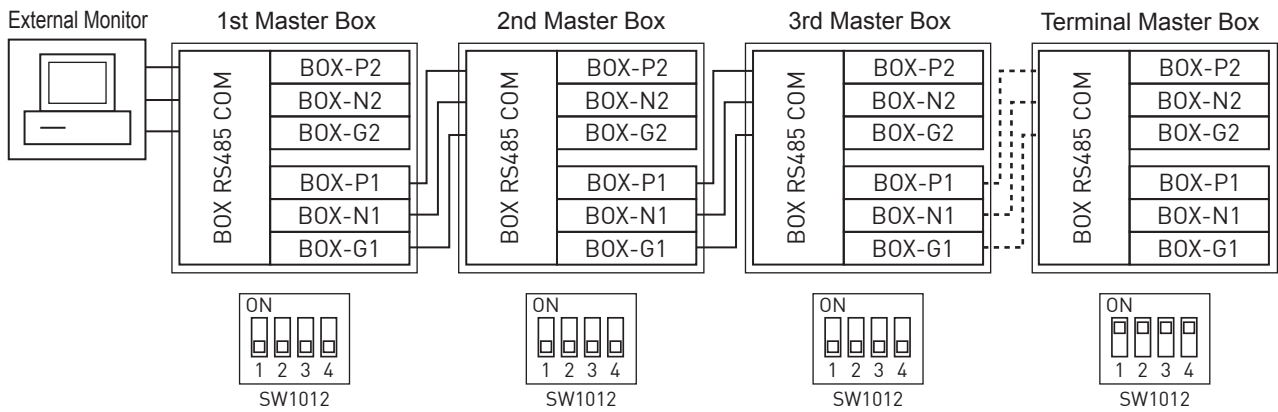 External Monitor
1st Master Box
2nd Master Box
3rd Master Box
Terminal Master Box
BOX RS485 COM
BOX-P2
BOX-N2
BOX-G2
BOX-P1
BOX-N1
BOX-G1
BOX RS485 COM
BOX-P2
BOX-N2
BOX-G2
BOX-P1
BOX-N1
BOX-G1
BOX RS485 COM
BOX-P2
BOX-N2
BOX-G2
BOX-P1
BOX-N1
BOX-G1
BOX RS485 COM
BOX-P2
BOX-N2
BOX-G2
BOX-P1
BOX-N1
BOX-G1
ON
1 2 3 4
SW1012
ON
1 2 3 4
SW1012
ON
1 2 3 4
SW1012
ON
1 2 3 4
SW1012